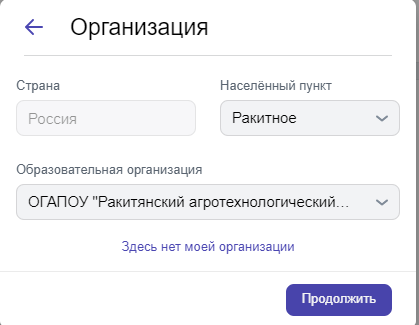 Организация
Страна Населённый пункт
Россия Ракитное
Образовательная организация
ОГАПОУ "Ракитянский агротехнологический...
Здесь нет моей организации
Продолжить